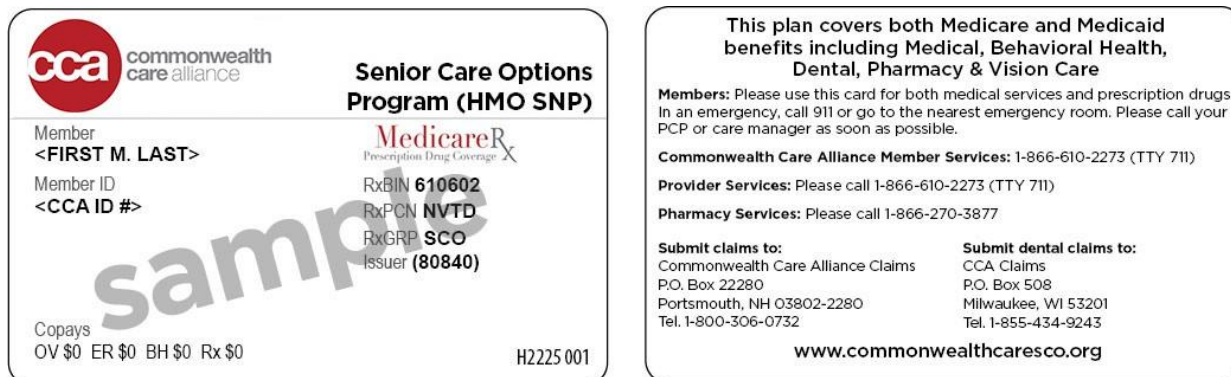 cca
commonwealth
care alliance
Senior Care Options
Program (HMO SNP)
Member
<FIRST M. LAST>
Member ID
<CCA ID #>
MedicareRx
Prescription Drug Coverage
RxBIN 610602
RxPCN NVTD
RxGRP SCO
Issuer (80840)
sample
Copays
OV $0 ER $0 BH $0 Rx $0
H2225 001
This plan covers both Medicare and Medicaid
benefits including Medical, Behavioral Health,
Dental, Pharmacy & Vision Care
Members: Please use this card for both medical services and prescription drugs
In an emergency, call 911 or go to the nearest emergency room. Please call your
PCP or care manager as soon as possible.
Commonwealth Care Alliance Member Services: 1-866-610-2273 (TTY 711)
Provider Services: Please call 1-866-610-2273 (TTY 711)
Pharmacy Services: Please call 1-866-270-3877
Submit claims to:
Commonwealth Care Alliance Claims
P.O. Box 22280
Portsmouth, NH 03802-2280
Tel. 1-800-306-0732
Submit dental claims to:
CCA Claims
P.O. Box 508
Milwaukee, WI 53201
Tel. 1-855-434-9243
www.commonwealthcaresco.org